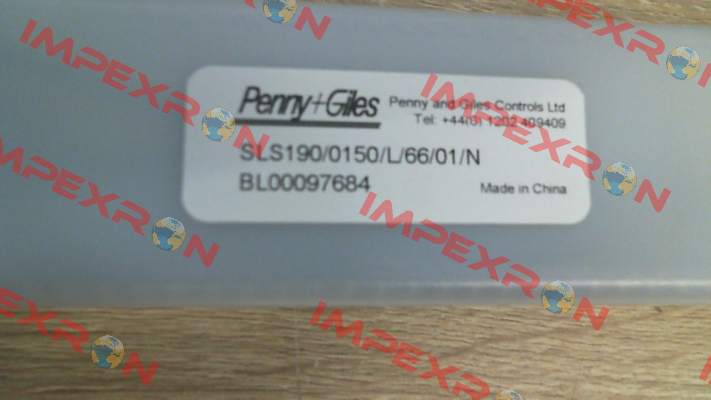 IMPEXRON
IMPEXRON
Penny+Giles
Penny and Giles Controls Ltd
Tel: +44(0) 1202 409409
SLS190/0150/L/66/01/N
BL00097684
Made in China
IMPEXRON
IMPEXRON
IMPEXRON
IMPEXRON
IMPEXRON